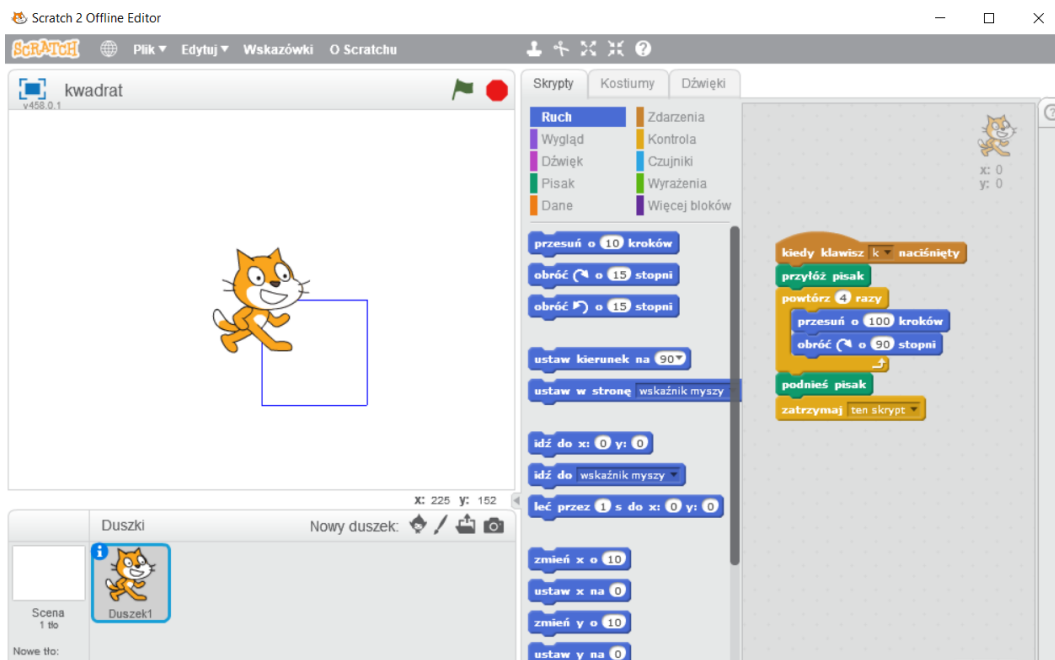 Scratch 2 Offline Editor
SCRATCH Plik Edytuj Wskazówki O Scratchu
kwadrat
v458.0.1
x: 225 y: 152
Duszki Nowy duszek:
Scena
1 tło
Nowe tło:
Duszek1
Skrypty Kostiumy Dźwięki
Ruch Zdarzenia
Wygląd Kontrola
Dźwięk Czujniki
Pisak Wyrażenia
Dane Więcej bloków
przesuń o 10 kroków
obróć o 15 stopni
obróć o 15 stopni
ustaw kierunek na 90
ustaw w stronę wskaźnik myszy
idź do x: 0 y: 0
idź do wskaźnik myszy
leć przez 1 s do x: 0 y: 0
zmień x o 10
ustaw x na 0
zmień y o 10
ustaw y na 0
x: 0
y: 0
kiedy klawisz k naciśnięty
przyłóż pisak
powtórz 4 razy
przesuń o 100 kroków
obróć o 90 stopni
podnieś pisak
zatrzymaj ten skrypt